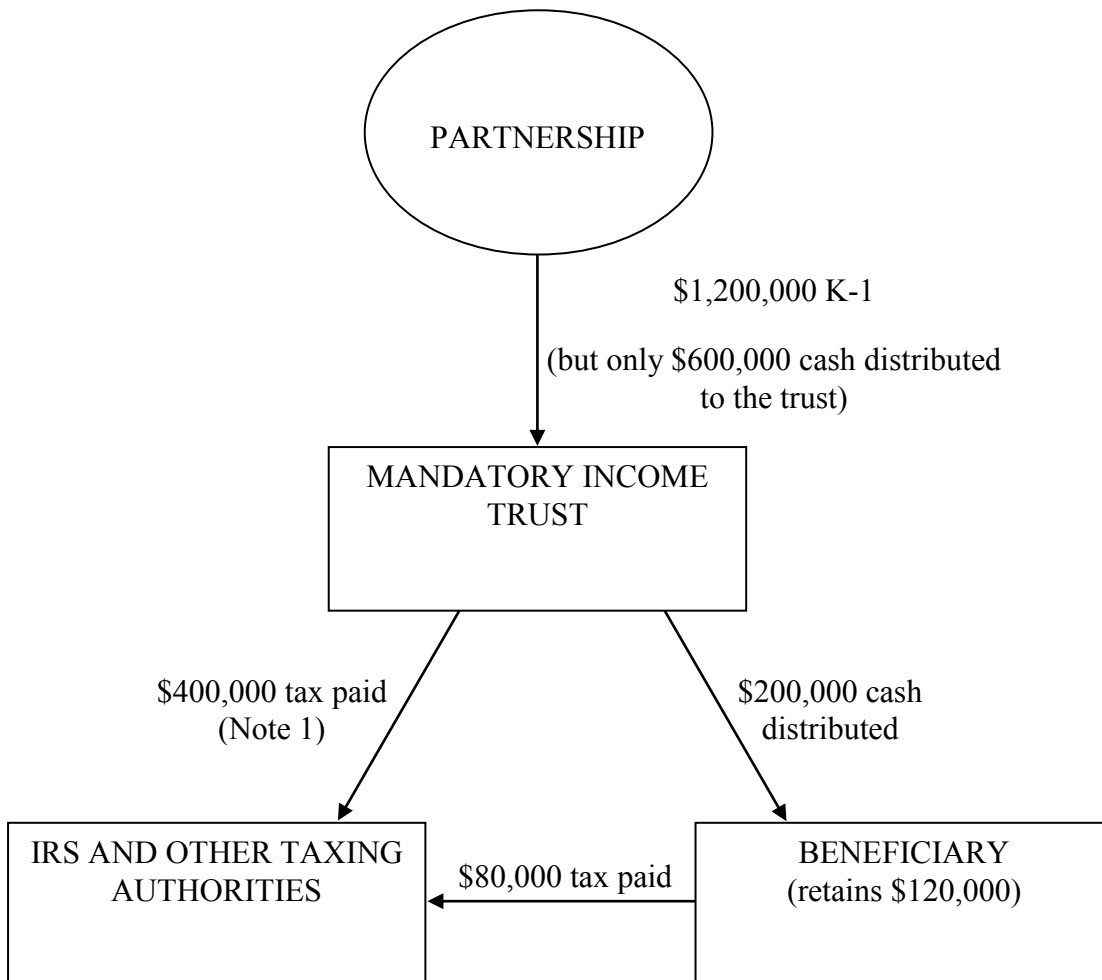 PARTNERSHIP
$1,200,000 K-1
(but only $600,000 cash distributed
to the trust)
MANDATORY INCOME
TRUST
$400,000 tax paid
(Note 1)
$200,000 cash
distributed
IRS AND OTHER TAXING
AUTHORITIES
$80,000 tax paid
BENEFICIARY
(retains $120,000)